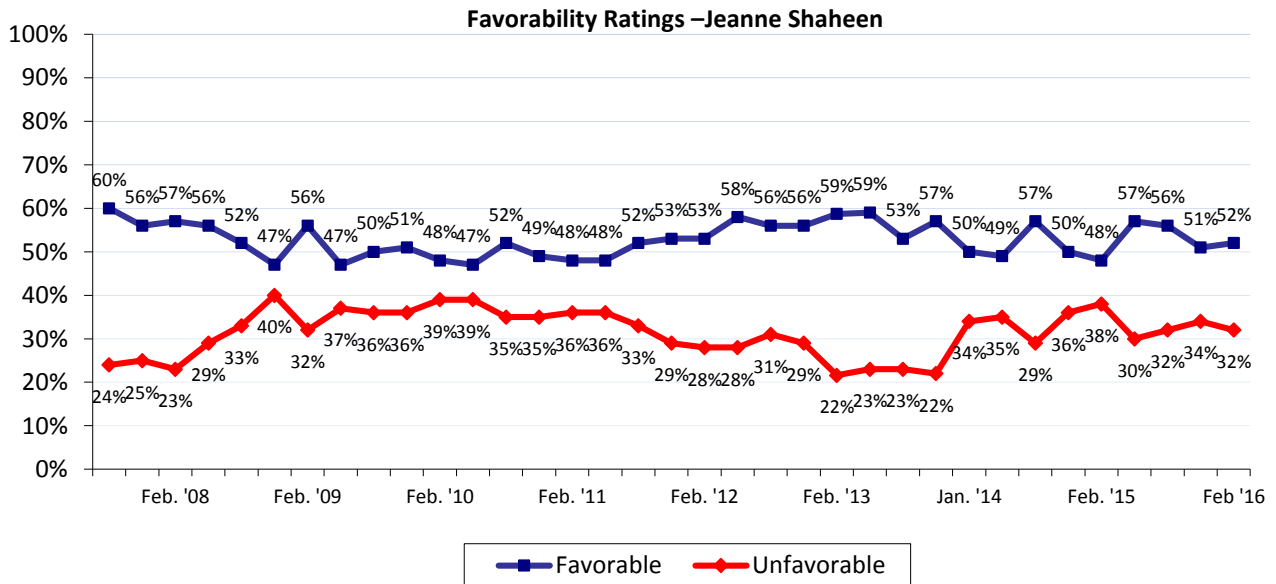 Favorability Ratings –Jeanne Shaheen
100%
90%
80%
70%
60%
50%
40%
30%
20%
10%
0%
60% 56% 57% 56% 52% 47% 56% 47% 50% 51% 48% 47% 52% 49% 48% 48% 52% 53% 53% 58% 56% 56% 59% 59% 53% 57% 50% 49% 57% 50% 48% 57% 56% 51% 52%
24% 25% 23% 29% 33% 40% 32% 37% 36% 36% 39% 39% 35% 35% 36% 36% 33% 29% 28% 28% 31% 29% 22% 23% 23% 22% 34% 35% 29% 36% 38% 30% 32% 34% 32%
Feb. '08 Feb. '09 Feb. '10 Feb. '11 Feb. '12 Feb. '13 Jan. '14 Feb. '15 Feb '16
Favorable Unfavorable